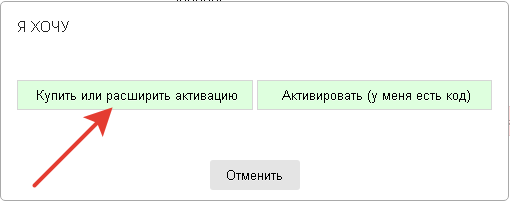 Я ХОЧУ
Купить или расширить активацию
Активировать (у меня есть код)
Отменить